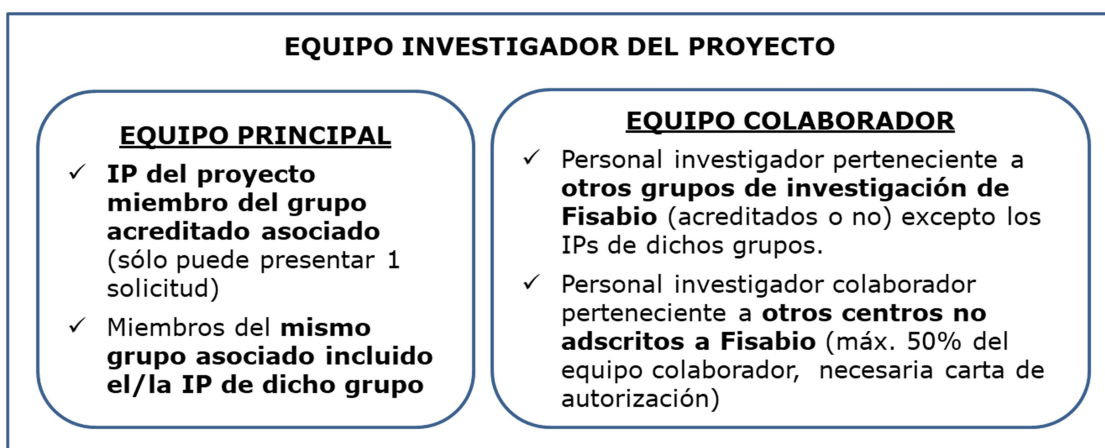 EQUIPO INVESTIGADOR DEL PROYECTO
EQUIPO PRINCIPAL
✓ IP del proyecto
miembro del grupo
acreditado asociado
(sólo puede presentar 1
solicitud)
✓ Miembros del mismo
grupo asociado incluido
el/la IP de dicho grupo
EQUIPO COLABORADOR
✓ Personal investigador perteneciente a
otros grupos de investigación de
Fisabio (acreditados o no) excepto los
IPs de dichos grupos.
✓ Personal investigador colaborador
perteneciente a otros centros no
adscritos a Fisabio (máx. 50% del
equipo colaborador, necesaria carta de
autorización)